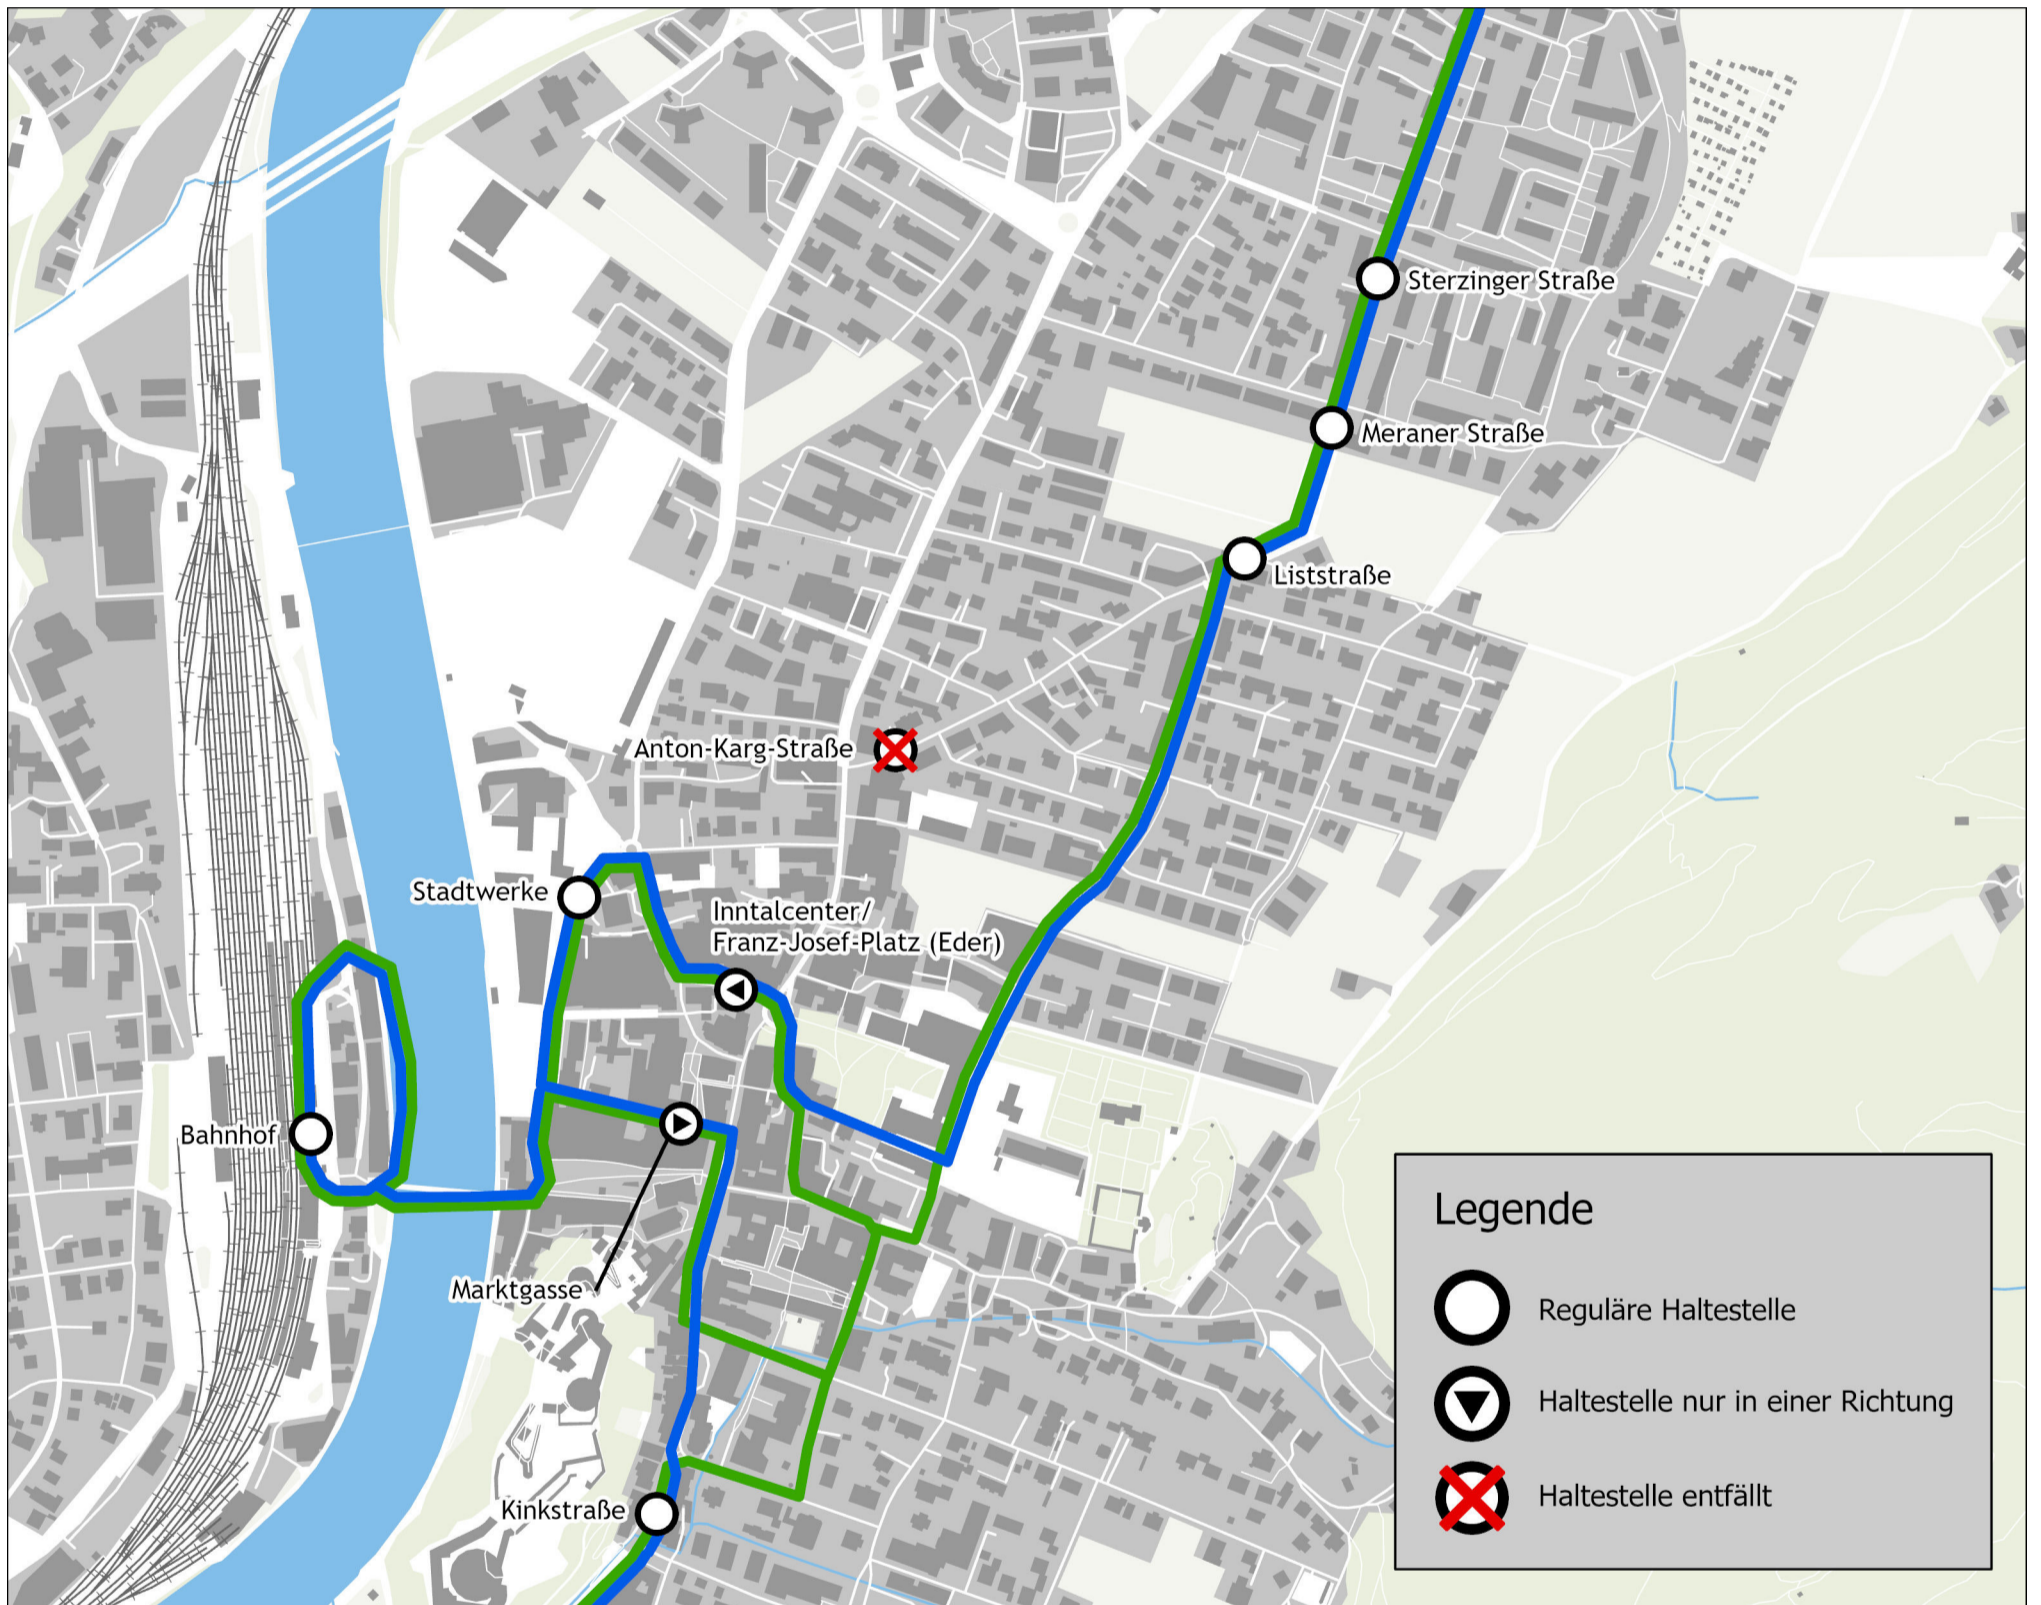 Sterzinger Straße
Meraner Straße
Liststraße
Anton-Karg-Straße
Stadtwerke
Inntalcenter/
Franz-Josef-Platz (Eder)
Bahnhof
Marktgasse
Kinkstraße
Legende
Reguläre Haltestelle
Haltestelle nur in einer Richtung
Haltestelle entfällt